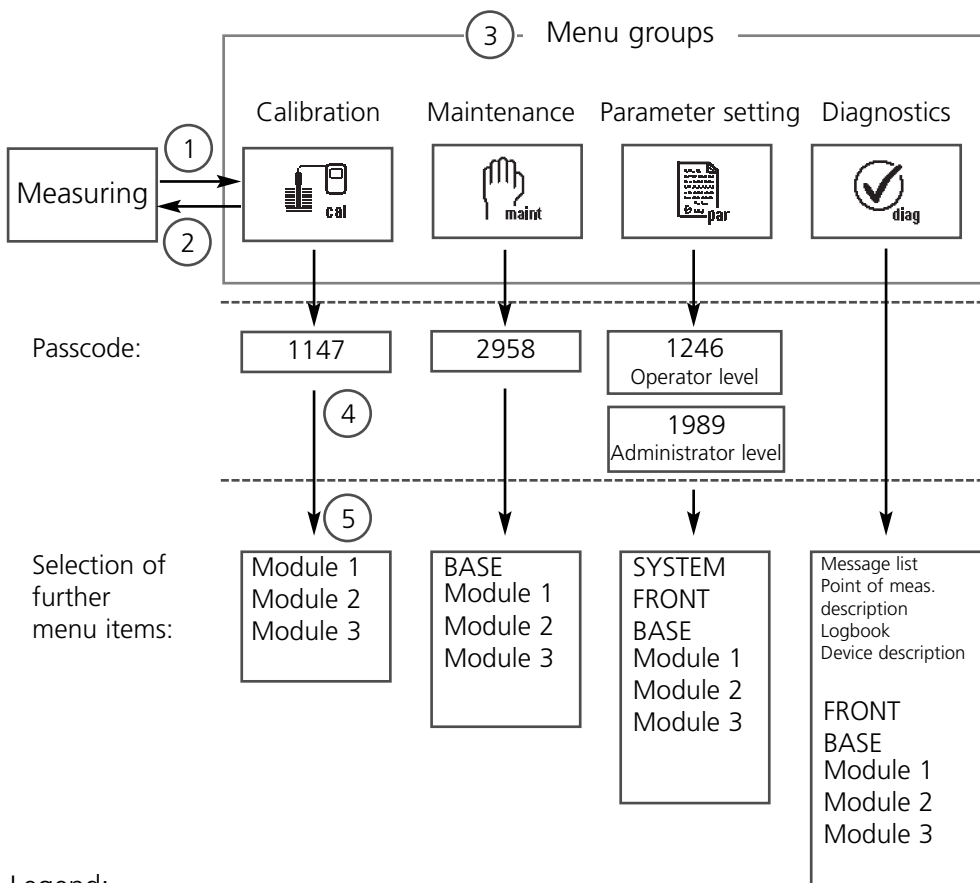 3 Menu groups
Calibration Maintenance Parameter setting Diagnostics
1
Measuring
cal maint par diag
2
Passcode: 1147 2958 1246
Operator level
4
1989
Administrator level
5
Selection of
further
menu items:
Module 1
Module 2
Module 3
BASE
Module 1
Module 2
Module 3
SYSTEM
FRONT
BASE
Module 1
Module 2
Module 3
Message list
Point of meas.
description
Logbook
Device description
FRONT
BASE
Module 1
Module 2
Module 3
Legend: